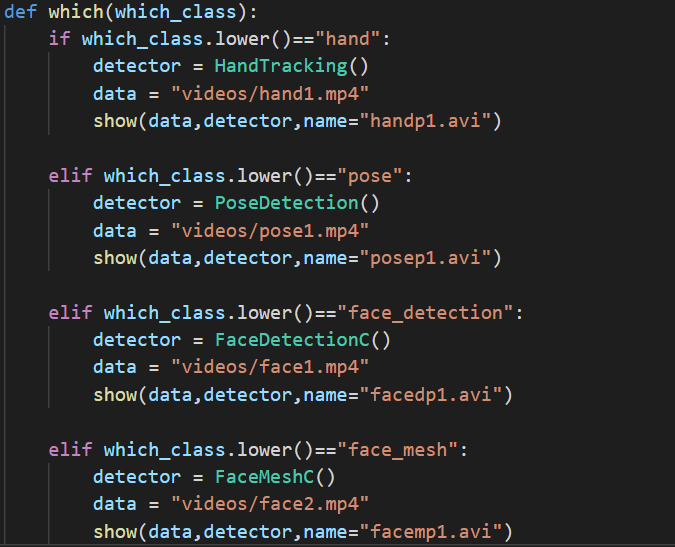 def which(which_class):
    if which_class.lower()=="hand":
        detector = HandTracking()
        data = "videos/hand1.mp4"
        show(data,detector,name="handp1.avi")

    elif which_class.lower()=="pose":
        detector = PoseDetection()
        data = "videos/pose1.mp4"
        show(data,detector,name="posep1.avi")

    elif which_class.lower()=="face_detection":
        detector = FaceDetectionC()
        data = "videos/face1.mp4"
        show(data,detector,name="facedp1.avi")

    elif which_class.lower()=="face_mesh":
        detector = FaceMeshC()
        data = "videos/face2.mp4"
        show(data,detector,name="facemp1.avi")